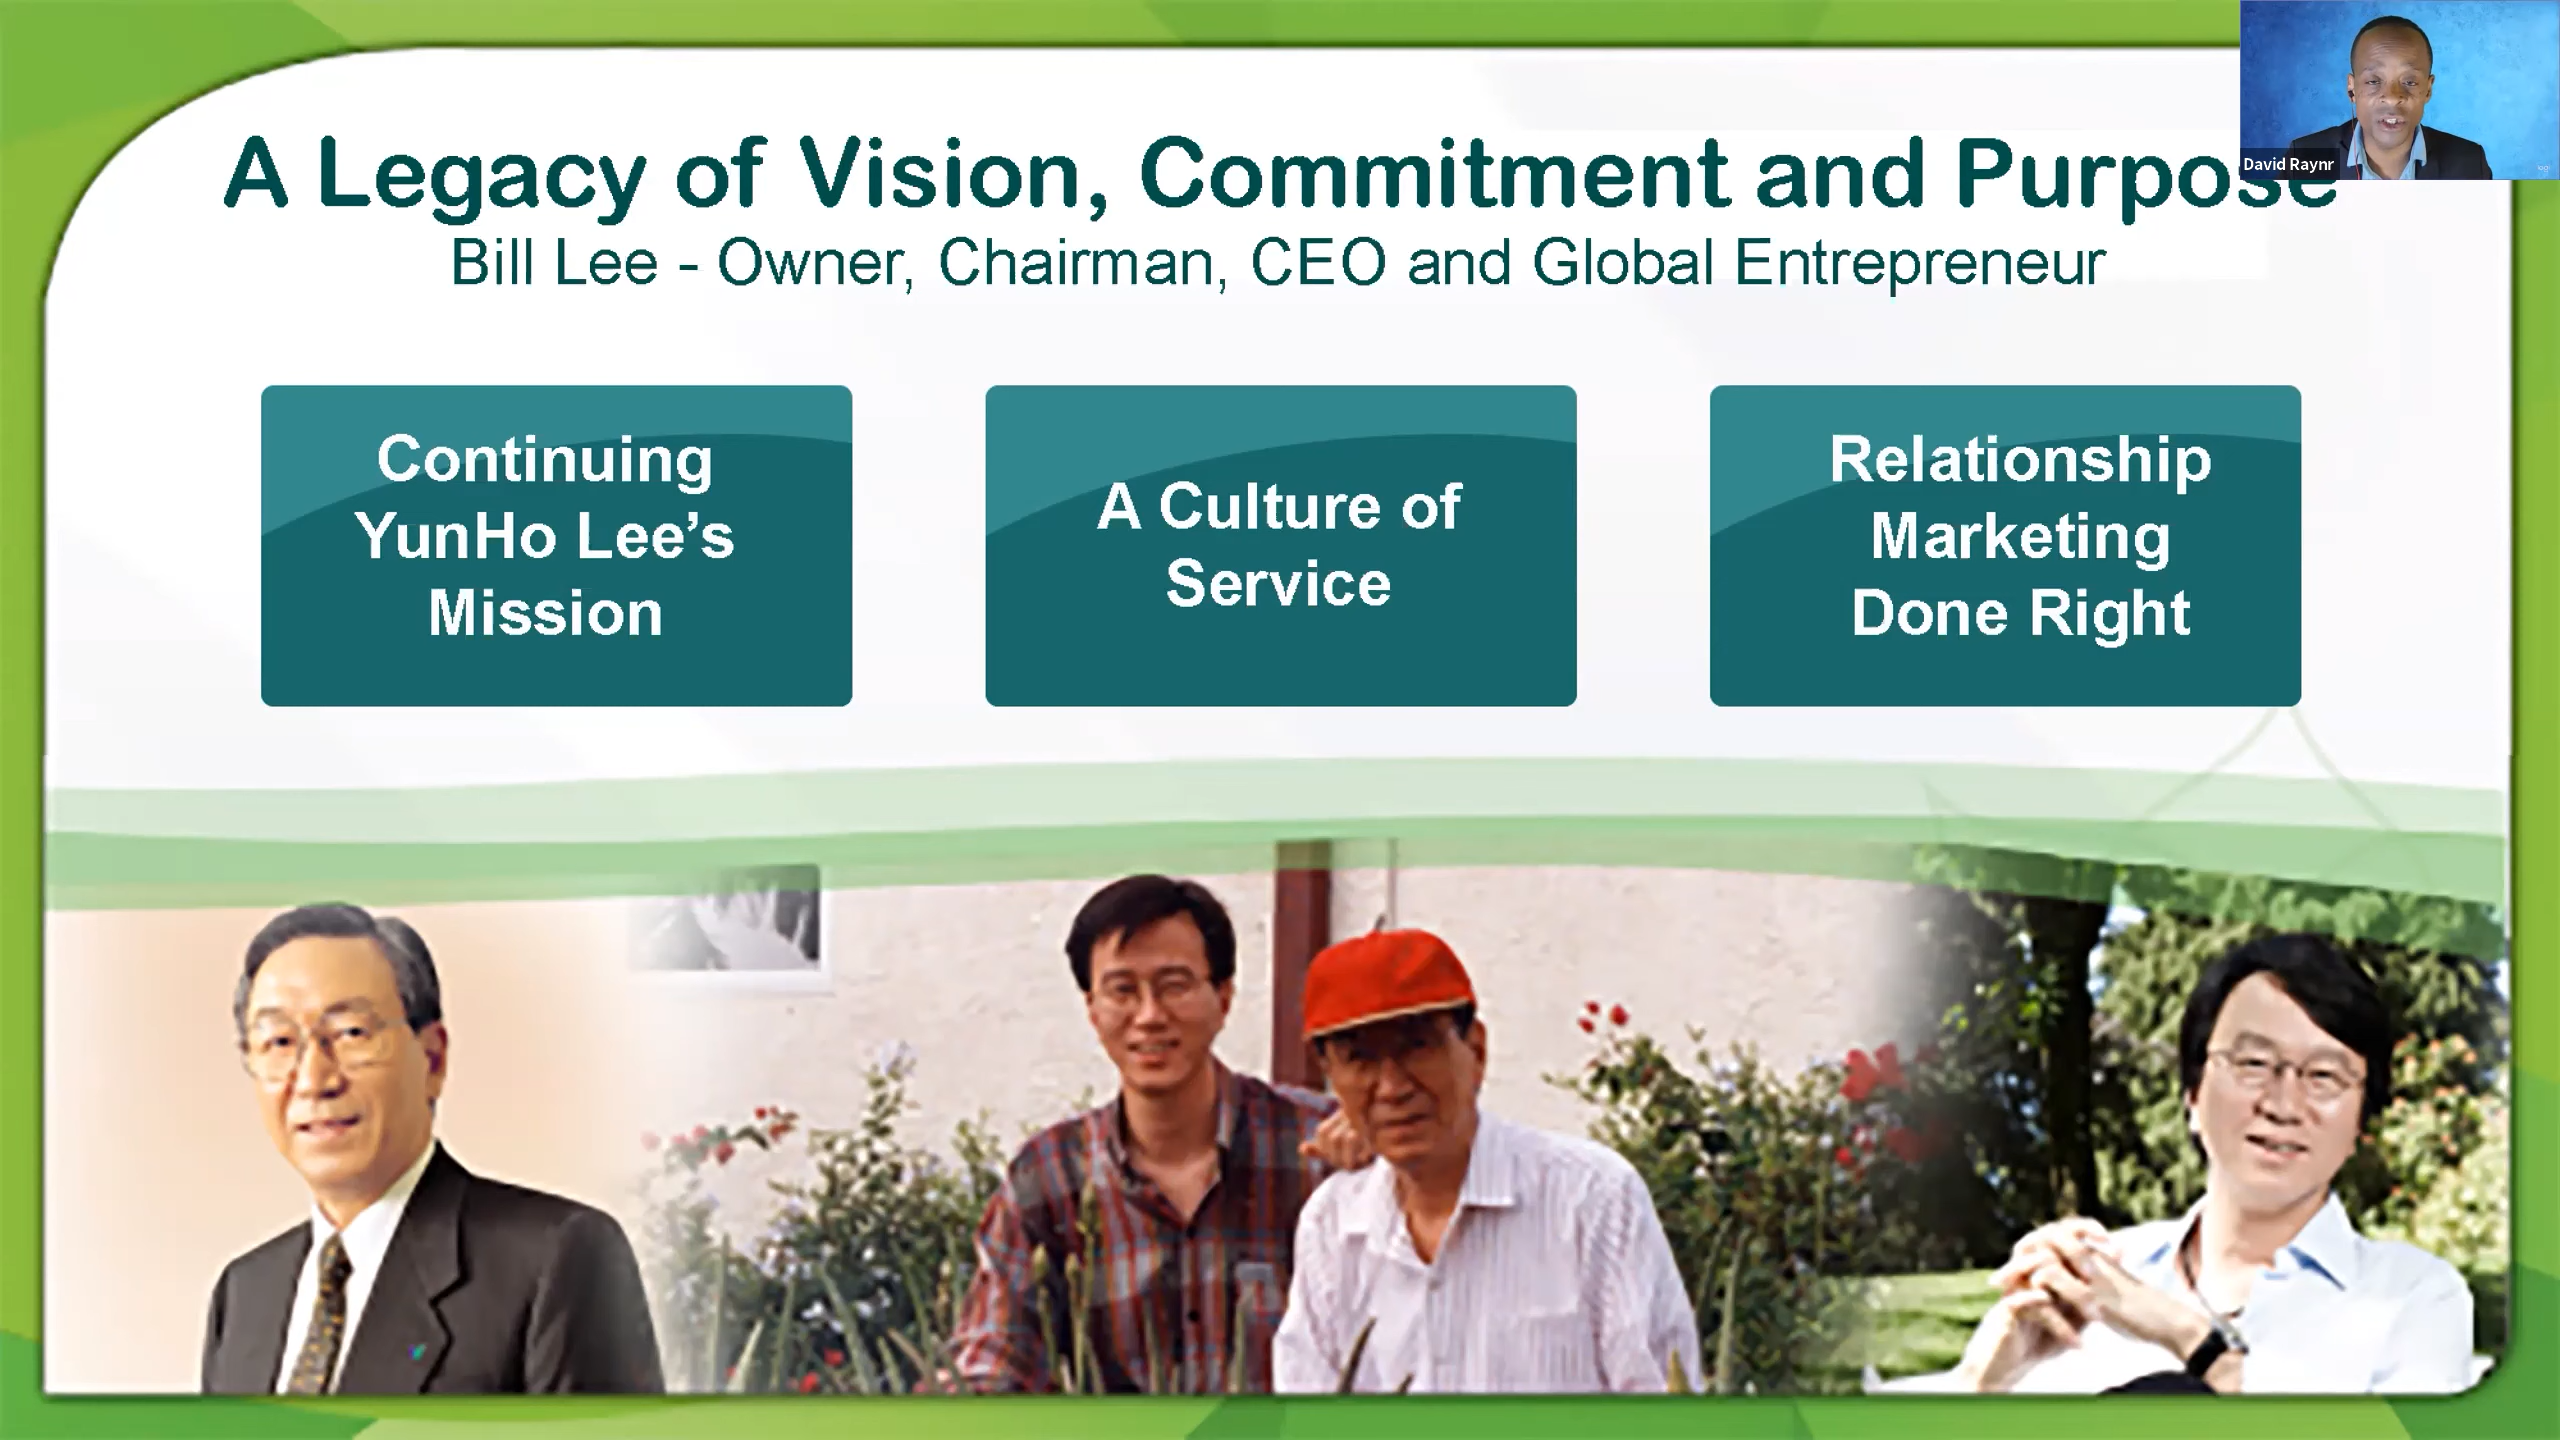 A Legacy of Vision, Commitment and Purpose
Bill Lee - Owner, Chairman, CEO and Global Entrepreneur
David Raynr
Continuing
YunHo Lee’s
Mission
A Culture of
Service
Relationship
Marketing
Done Right